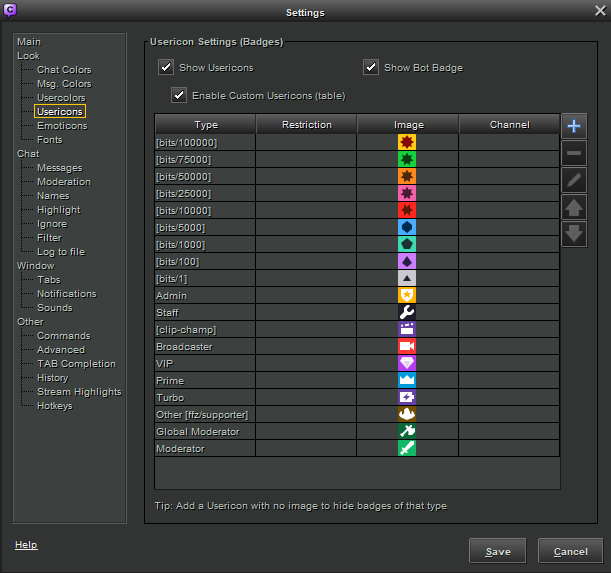 Settings
Main
Look
Chat Colors
Msg. Colors
Usercolors
Usericons
Emoticons
Fonts
Chat
Messages
Moderation
Names
Highlight
Ignore
Filter
Log to file
Window
Tabs
Notifications
Sounds
Other
Commands
Advanced
TAB Completion
History
Stream Highlights
Hotkeys
Usericon Settings (Badges)
Show Usericons Show Bot Badge
Enable Custom Usericons (table)
Type Restriction Image Channel
[bits/100000]
[bits/75000]
[bits/50000]
[bits/25000]
[bits/10000]
[bits/5000]
[bits/1000]
[bits/100]
[bits/1]
Admin
Staff
[clip-champ]
Broadcaster
VIP
Prime
Turbo
Other [ffz/supporter]
Global Moderator
Moderator
Tip: Add a Usericon with no image to hide badges of that type
Help
Save Cancel